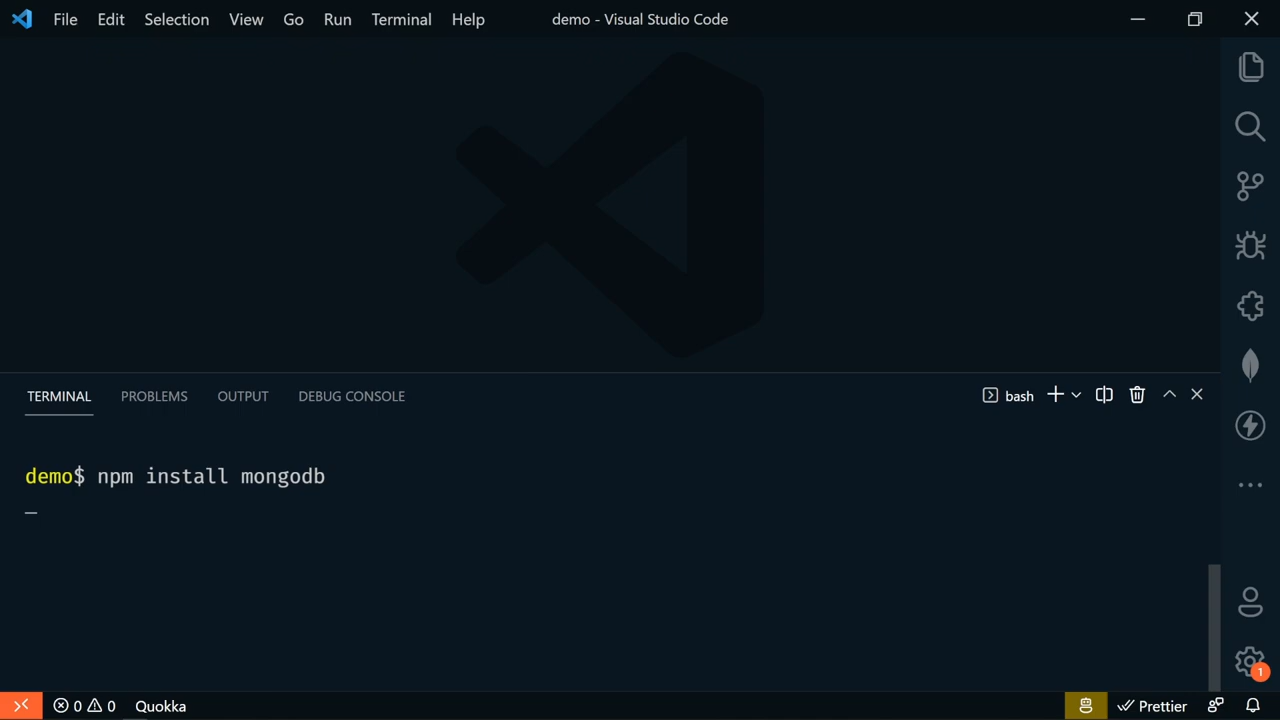 File Edit Selection View Go Run Terminal Help demo - Visual Studio Code
TERMINAL PROBLEMS OUTPUT DEBUG CONSOLE bash
demo$ npm install mongodb
_
0 0 Quokka Prettier
1